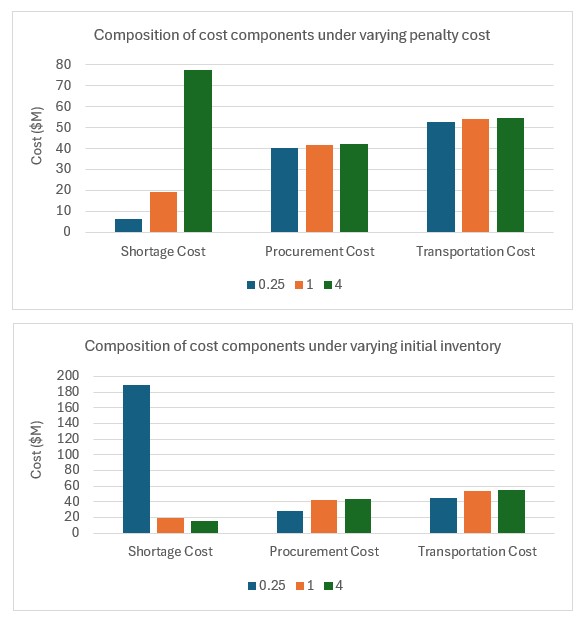 Composition of cost components under varying penalty cost
Cost ($M)
80
70
60
50
40
30
20
10
0
Shortage Cost Procurement Cost Transportation Cost
0.25 1 4
Composition of cost components under varying initial inventory
Cost ($M)
200
180
160
140
120
100
80
60
40
20
0
Shortage Cost Procurement Cost Transportation Cost
0.25 1 4